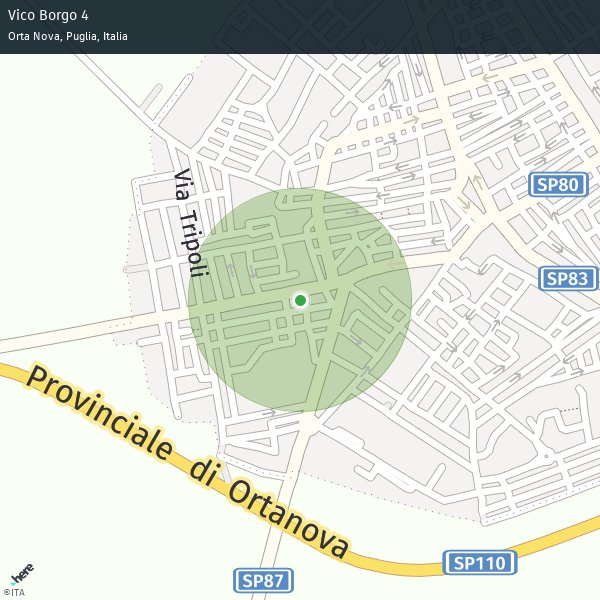 Vico Borgo 4
Orta Nova, Puglia, Italia
Via Tripoli
SP80
SP83
Provinciale di Ortanova
SP110
SP87
here
©ITA